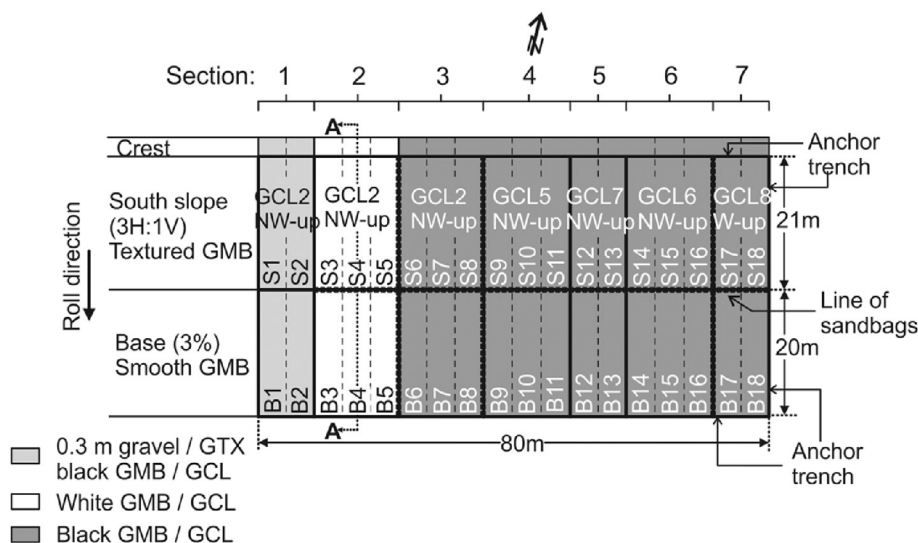 N
Section: 1 2 3 4 5 6 7
A A
Crest
Anchor
trench
South slope
(3H:1V)
Textured GMB
GCL2
NW-up
GCL2
NW-up
GCL2
NW-up
GCL5
NW-up
GCL7
NW-up
GCL6
NW-up
GCL8
W-up
21m
Roll direction
S1 S2 S3 S4 S5 S6 S7 S8 S9 S10 S11 S12 S13 S14 S15 S16 S17 S18
Line of
sandbags
Base (3%)
Smooth GMB
20m
B1 B2 B3 B4 B5 B6 B7 B8 B9 B10 B11 B12 B13 B14 B15 B16 B17 B18
80m
Anchor
trench
0.3 m gravel / GTX
black GMB / GCL
White GMB / GCL
Black GMB / GCL